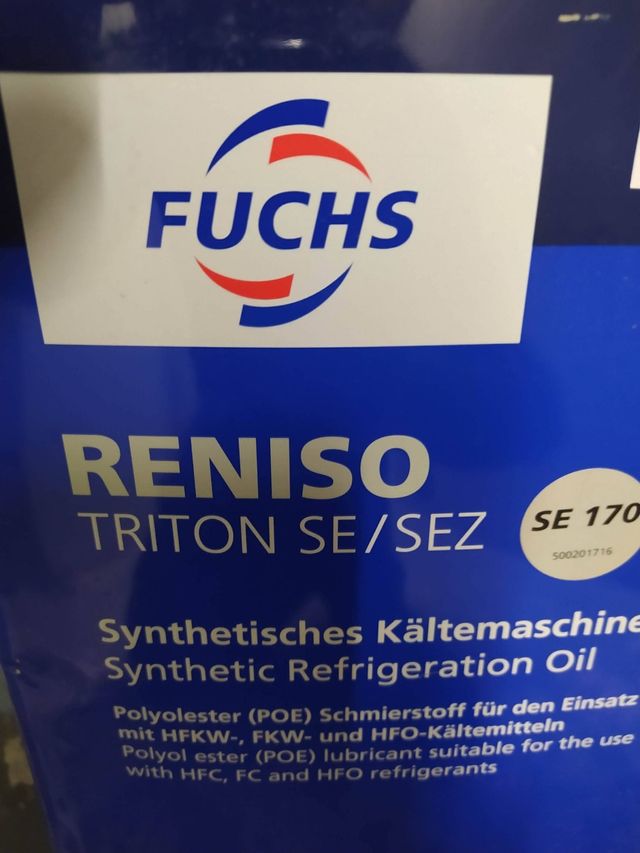 FUCHS
RENISO
TRITON SE/SEZ
SE 170
500201716
Synthetisches Kältemaschine
Synthetic Refrigeration Oil
Polyolester (POE) Schmierstoff für den Einsatz
mit HFKW-, FKW- und HFO-Kältemitteln
Polyol ester (POE) lubricant suitable for the use
with HFC, FC and HFO refrigerants